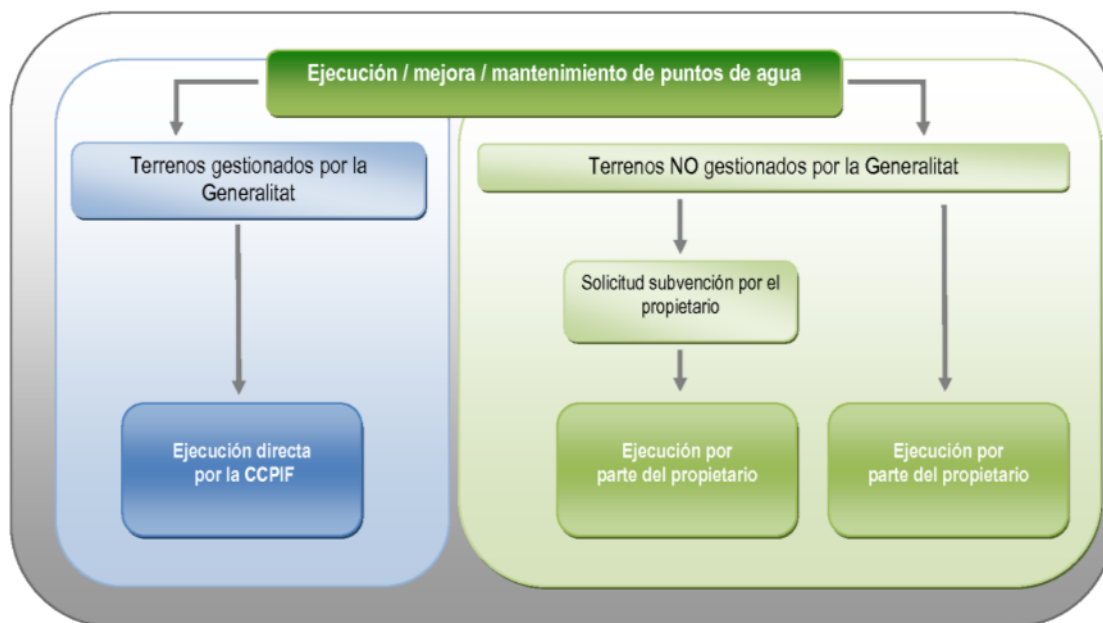 Ejecución / mejora / mantenimiento de puntos de agua
Terrenos gestionados por la
Generalitat
Terrenos NO gestionados por la Generalitat
Solicitud subvención por el
propietario
Ejecución directa
por la CCPIF
Ejecución por
parte del propietario
Ejecución por
parte del propietario